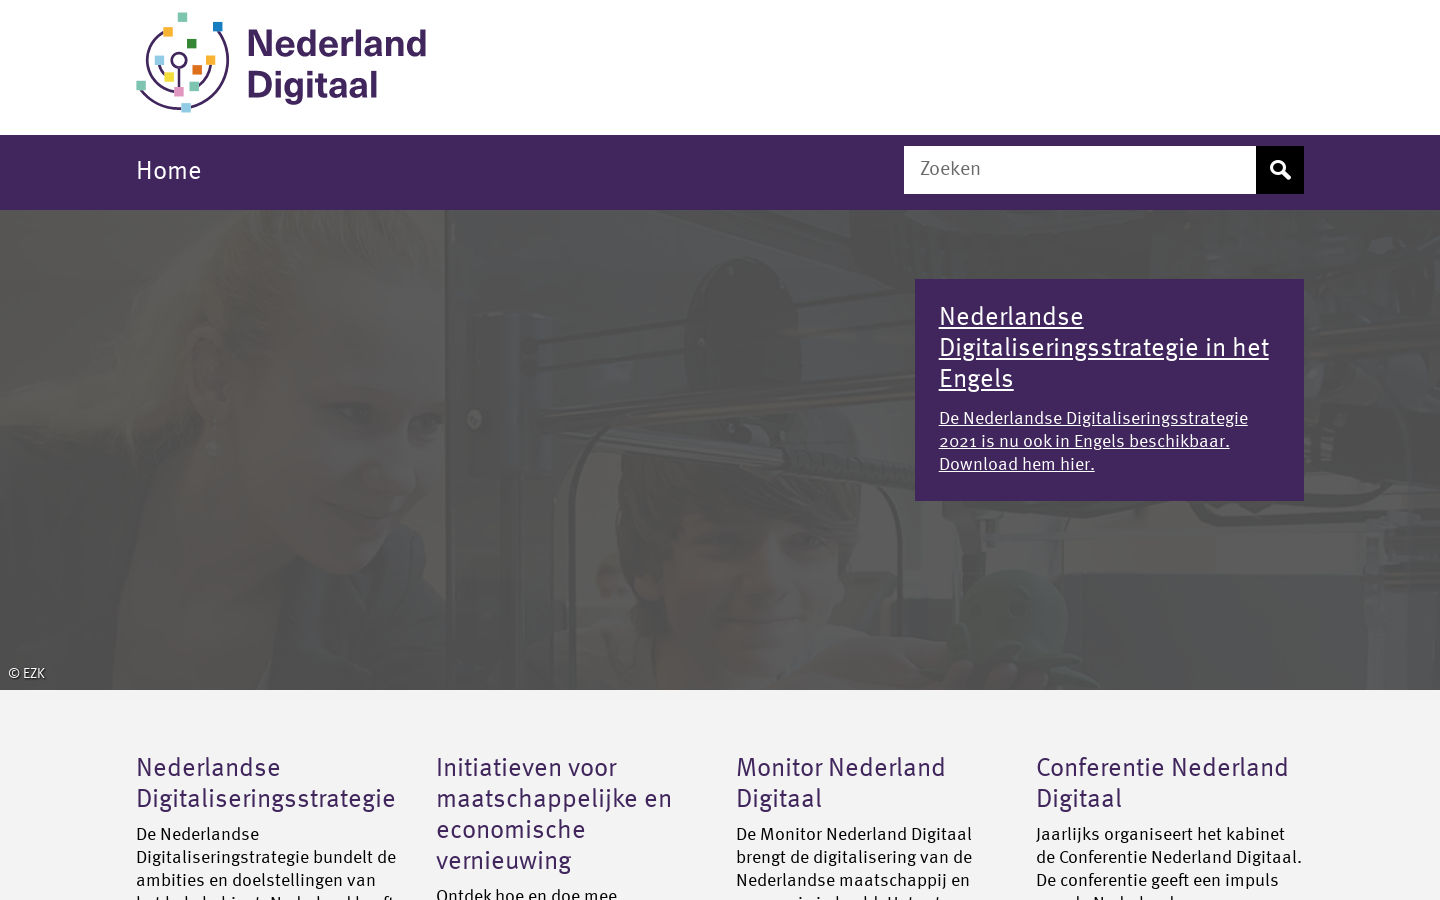 Nederland
Digitaal
Home
Zoeken
Nederlandse
Digitaliseringsstrategie in het
Engels
De Nederlandse Digitaliseringsstrategie
2021 is nu ook in Engels beschikbaar.
Download hem hier.
© EZK
Nederlandse
Digitaliseringsstrategie
De Nederlandse
Digitaliseringstrategie bundelt de
ambities en doelstellingen van
Initiatieven voor
maatschappelijke en
economische
vernieuwing
Ontdek hoe en doe mee
Monitor Nederland
Digitaal
De Monitor Nederland Digitaal
brengt de digitalisering van de
Nederlandse maatschappij en
Conferentie Nederland
Digitaal
Jaarlijks organiseert het kabinet
de Conferentie Nederland Digitaal.
De conferentie geeft een impuls